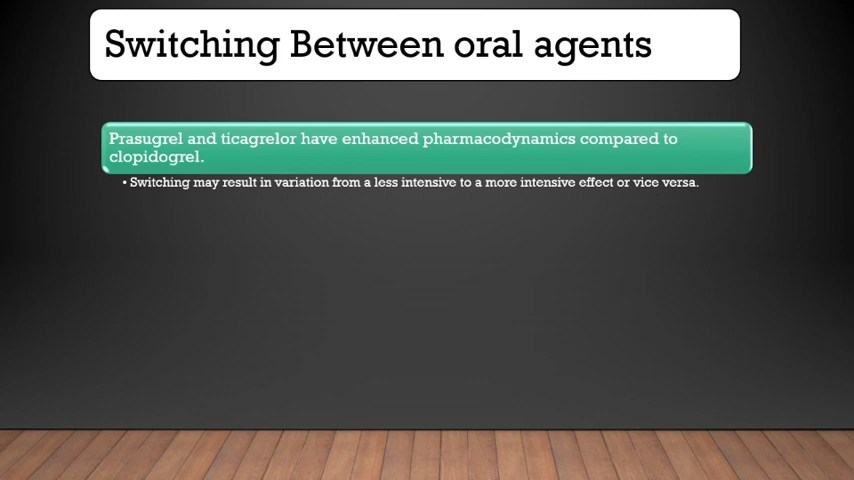 Switching Between oral agents
Prasugrel and ticagrelor have enhanced pharmacodynamics compared to
clopidogrel.
• Switching may result in variation from a less intensive to a more intensive effect or vice versa.